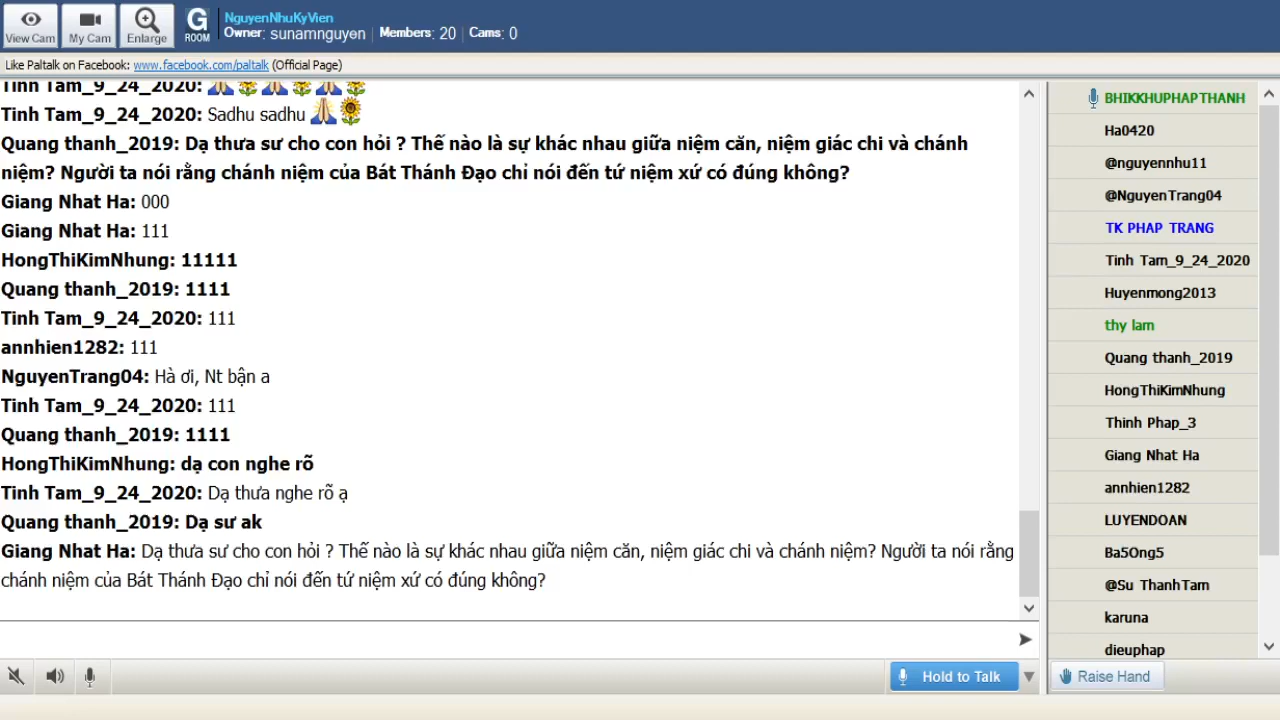 View Cam
My Cam
Enlarge
G
ROOM
NguyenNhuKyVien
Owner: sunamnguyen | Members: 20 | Cams: 0
Like Paltalk on Facebook: www.facebook.com/paltalk (Official Page)
Tinh Tam_9_24_2020: 🙏🌻🙏🌻🙏🌻
Tinh Tam_9_24_2020: Sadhu sadhu 🙏🌻
Quang thanh_2019: Dạ thưa sư cho con hỏi ? Thế nào là sự khác nhau giữa niệm căn, niệm giác chi và chánh
niệm? Người ta nói rằng chánh niệm của Bát Thánh Đạo chỉ nói đến tứ niệm xứ có đúng không?
Giang Nhat Ha: 000
Giang Nhat Ha: 111
HongThiKimNhung: 11111
Quang thanh_2019: 1111
Tinh Tam_9_24_2020: 111
annhien1282: 111
NguyenTrang04: Hà ơi, Nt bận a
Tinh Tam_9_24_2020: 111
Quang thanh_2019: 1111
HongThiKimNhung: dạ con nghe rõ
Tinh Tam_9_24_2020: Dạ thưa nghe rõ ạ
Quang thanh_2019: Dạ sư ak
Giang Nhat Ha: Dạ thưa sư cho con hỏi ? Thế nào là sự khác nhau giữa niệm căn, niệm giác chi và chánh niệm? Người ta nói rằng
chánh niệm của Bát Thánh Đạo chỉ nói đến tứ niệm xứ có đúng không?
BHIKKHUPHAPTHANH
Ha0420
@nguyennhu11
@NguyenTrang04
TK PHAP TRANG
Tinh Tam_9_24_2020
Huyenmong2013
thy lam
Quang thanh_2019
HongThiKimNhung
Thinh Phap_3
Giang Nhat Ha
annhien1282
LUYENDOAN
Ba5Ong5
@Su ThanhTam
karuna
dieuphap
Hold to Talk
Raise Hand